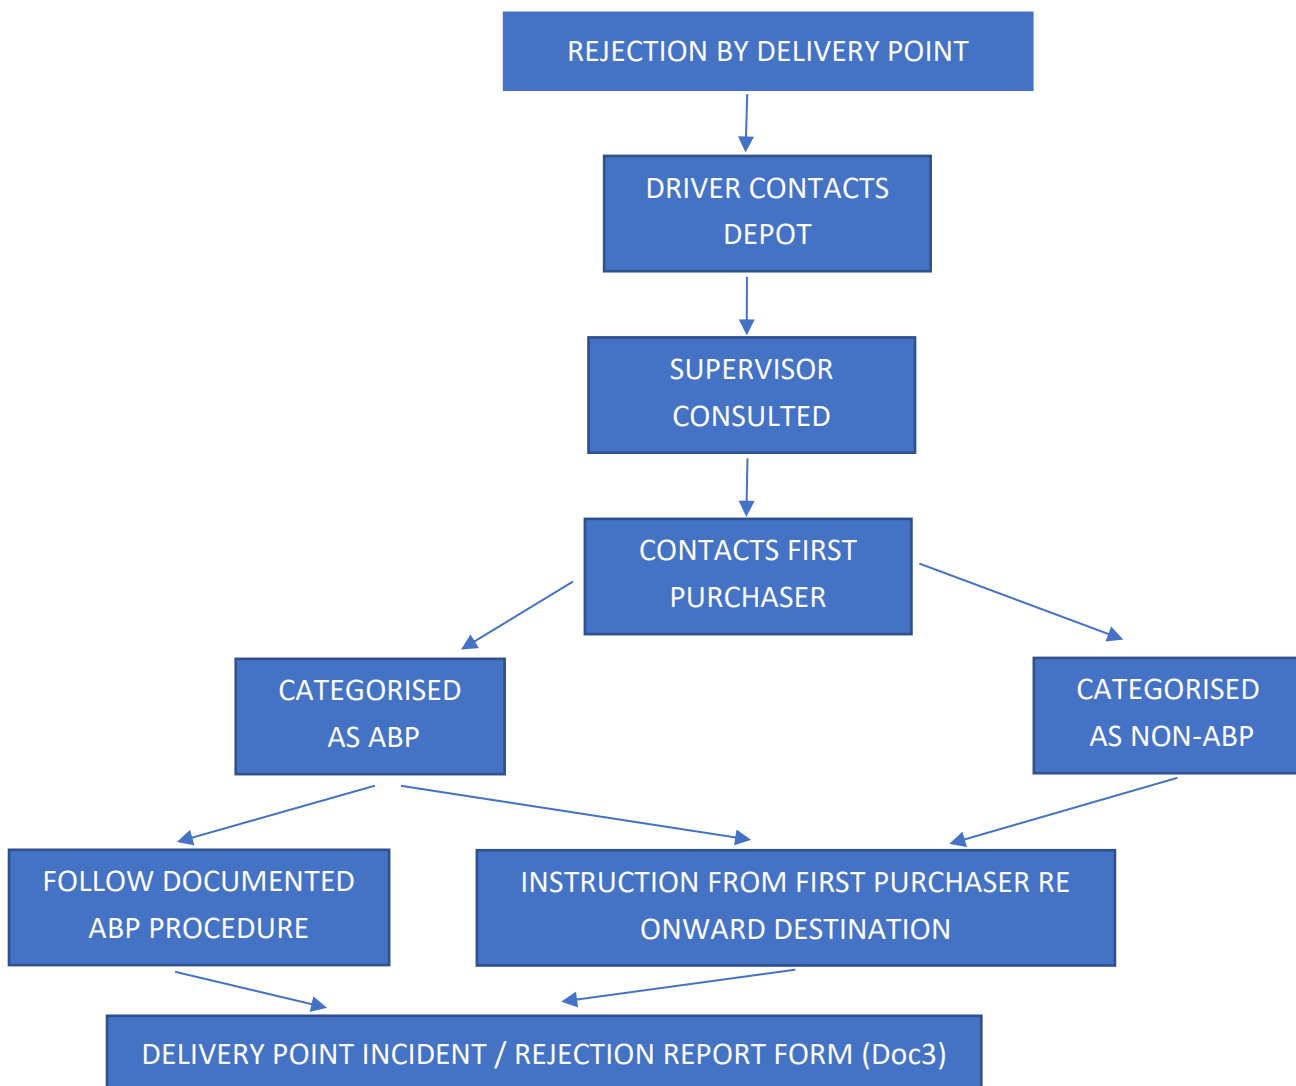 REJECTION BY DELIVERY POINT
DRIVER CONTACTS
DEPOT
SUPERVISOR
CONSULTED
CONTACTS FIRST
PURCHASER
CATEGORISED
AS ABP
CATEGORISED
AS NON-ABP
FOLLOW DOCUMENTED
ABP PROCEDURE
INSTRUCTION FROM FIRST PURCHASER RE
ONWARD DESTINATION
DELIVERY POINT INCIDENT / REJECTION REPORT FORM (Doc3)